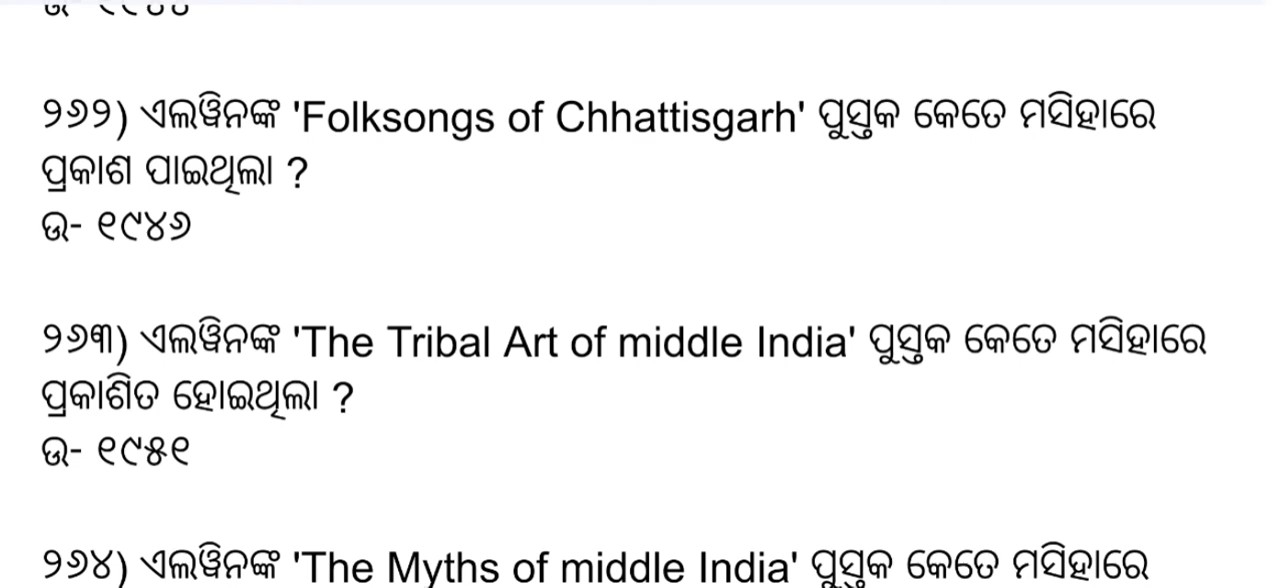 ୨୬୨) ଏଲୱିନଙ୍କ 'Folksongs of Chhattisgarh' ପୁସ୍ତକ କେତେ ମସିହାରେ
ପ୍ରକାଶ ପାଇଥିଲା ?
ଉ- ୧୯୪୬
୨୬୩) ଏଲୱିନଙ୍କ 'The Tribal Art of middle India' ପୁସ୍ତକ କେତେ ମସିହାରେ
ପ୍ରକାଶିତ ହୋଇଥିଲା ?
ଉ- ୧୯୫୧
୨୬୪) ଏଲୱିନଙ୍କ 'The Myths of middle India' ପୁସ୍ତକ କେତେ ମସିହାରେ